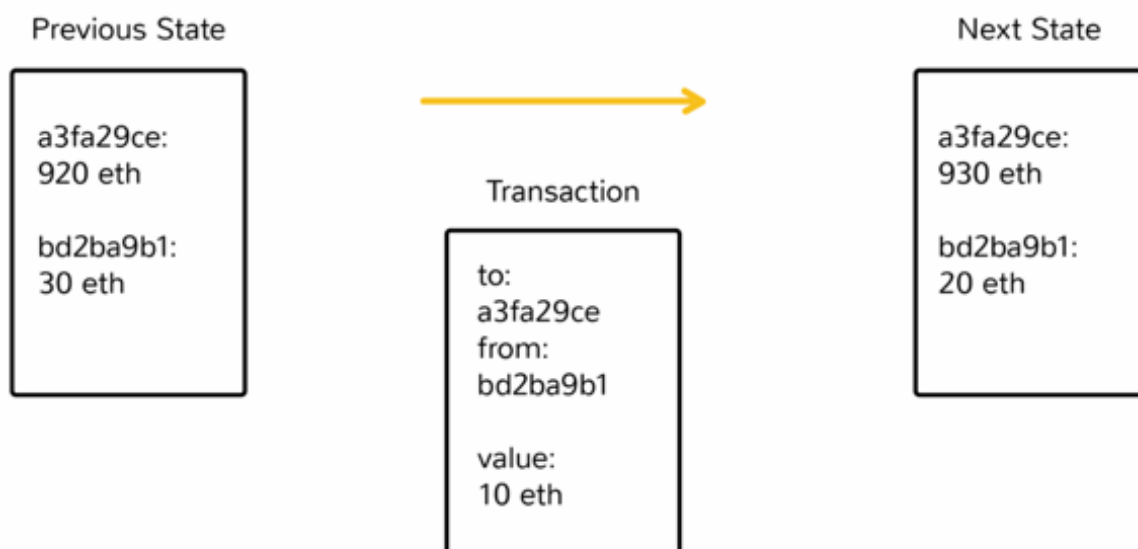 Previous State
a3fa29ce:
920 eth
bd2ba9b1:
30 eth
Transaction
to:
a3fa29ce
from:
bd2ba9b1
value:
10 eth
Next State
a3fa29ce:
930 eth
bd2ba9b1:
20 eth